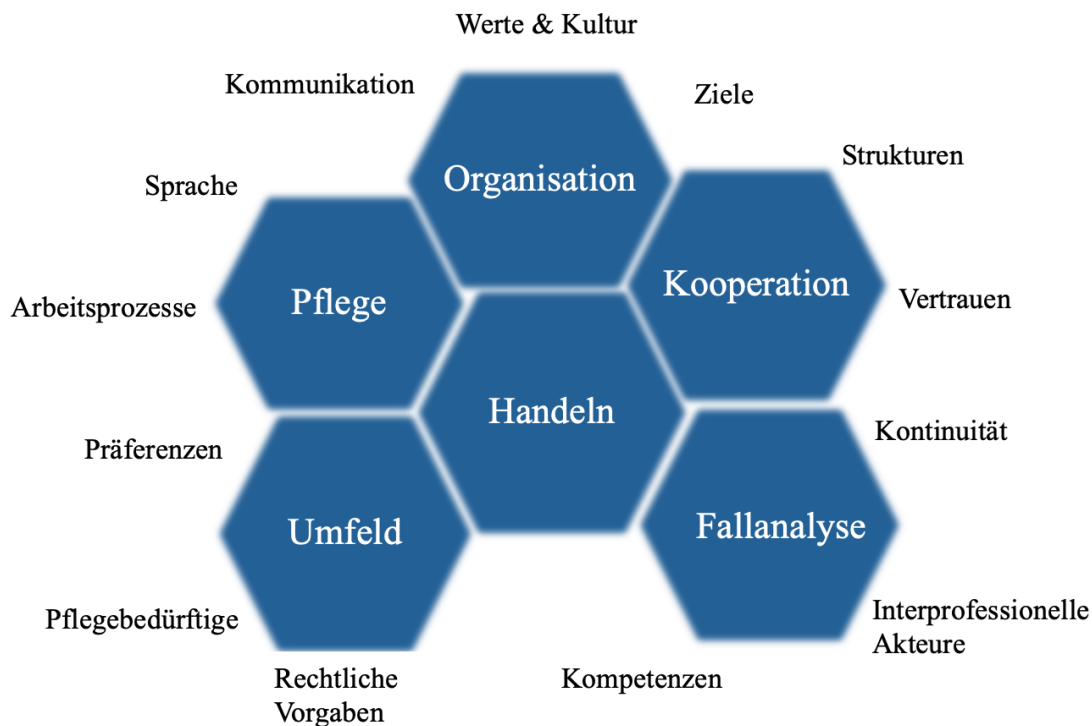 Werte & Kultur
Kommunikation
Ziele
Strukturen
Organisation
Sprache
Kooperation
Pflege
Arbeitsprozesse
Vertrauen
Handeln
Kontinuität
Präferenzen
Umfeld
Fallanalyse
Pflegebedürftige
Interprofessionelle
Akteure
Rechtliche
Vorgaben
Kompetenzen